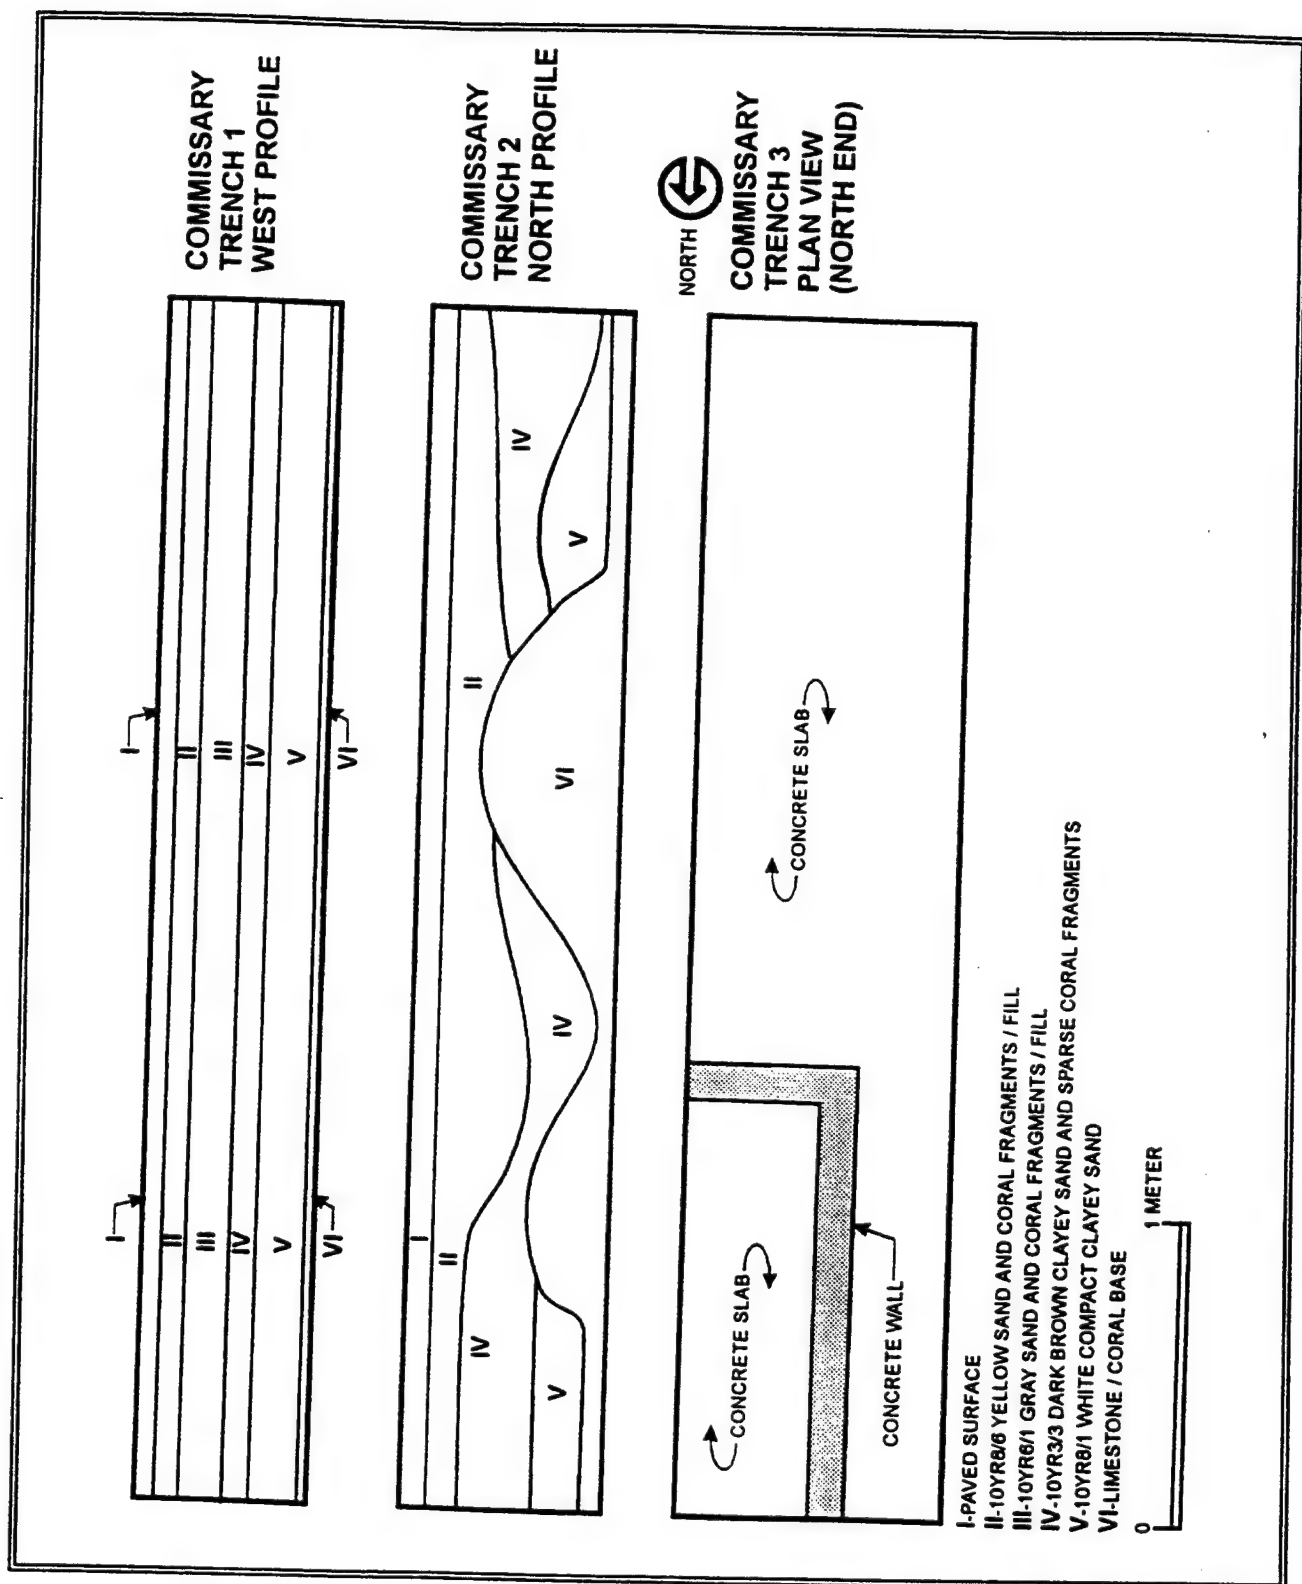 COMMISSARY
TRENCH 1
WEST PROFILE
I
II
III
IV
V
VI
I
II
III
IV
V
VI
COMMISSARY
TRENCH 2
NORTH PROFILE
I
II
IV
V
IV
II
VI
IV
V
NORTH
COMMISSARY
TRENCH 3
PLAN VIEW
(NORTH END)
CONCRETE SLAB
CONCRETE WALL
CONCRETE SLAB
I-PAVED SURFACE
II-10YR8/6 YELLOW SAND AND CORAL FRAGMENTS / FILL
III-10YR6/1 GRAY SAND AND CORAL FRAGMENTS / FILL
IV-10YR3/3 DARK BROWN CLAYEY SAND AND SPARSE CORAL FRAGMENTS
V-10YR8/1 WHITE COMPACT CLAYEY SAND
VI-LIMESTONE / CORAL BASE
0 1 METER